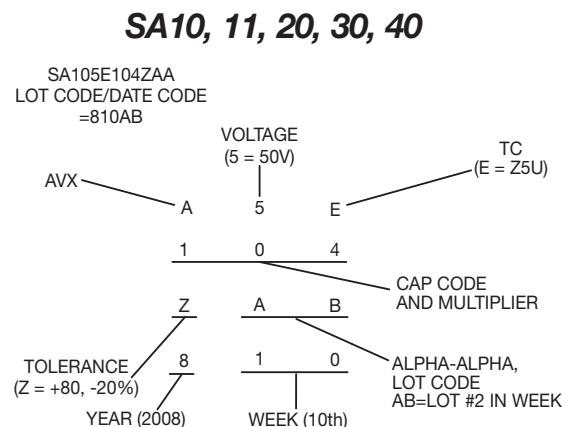 SA10, 11, 20, 30, 40
SA105E104ZAA
LOT CODE/DATE CODE
=810AB
VOLTAGE
(5 = 50V)
TC
(E = Z5U)
AVX
A 5 E
1 0 4
CAP CODE
AND MULTIPLIER
Z A B
TOLERANCE
(Z = +80, -20%)
8 1 0
ALPHA-ALPHA,
LOT CODE
AB=LOT #2 IN WEEK
YEAR (2008)
WEEK (10th)